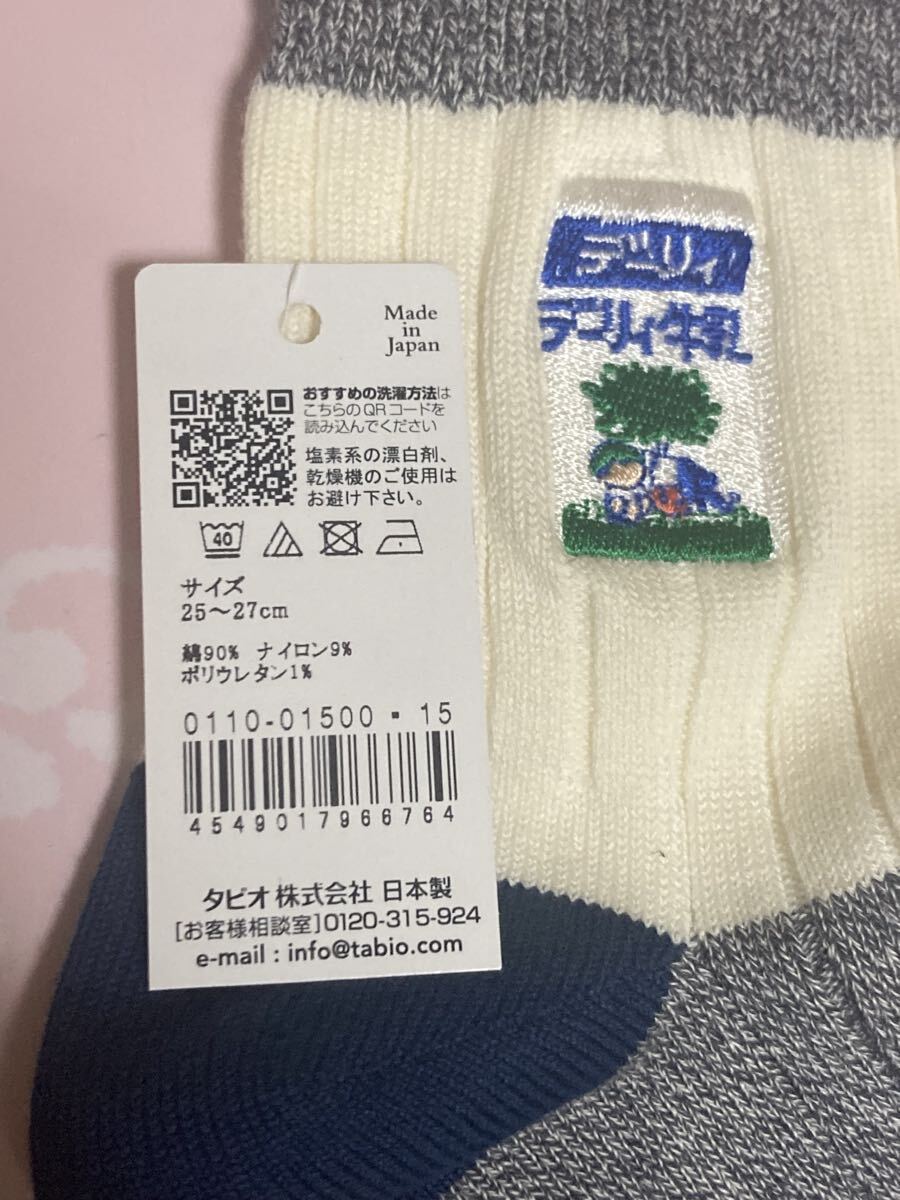 Made
in
Japan
おすすめの洗濯方法は
こちらのQRコードを
読み込んでください
塩素系の漂白剤、
乾燥機のご使用は
お避け下さい。
40
サイズ
25～27cm
綿90% ナイロン9%
ポリウレタン1%
0110-01500・15
4549017966764
タビオ株式会社 日本製
[お客様相談室]0120-315-924
e-mail : info@tabio.com
デーリィ
デーリィ牛乳